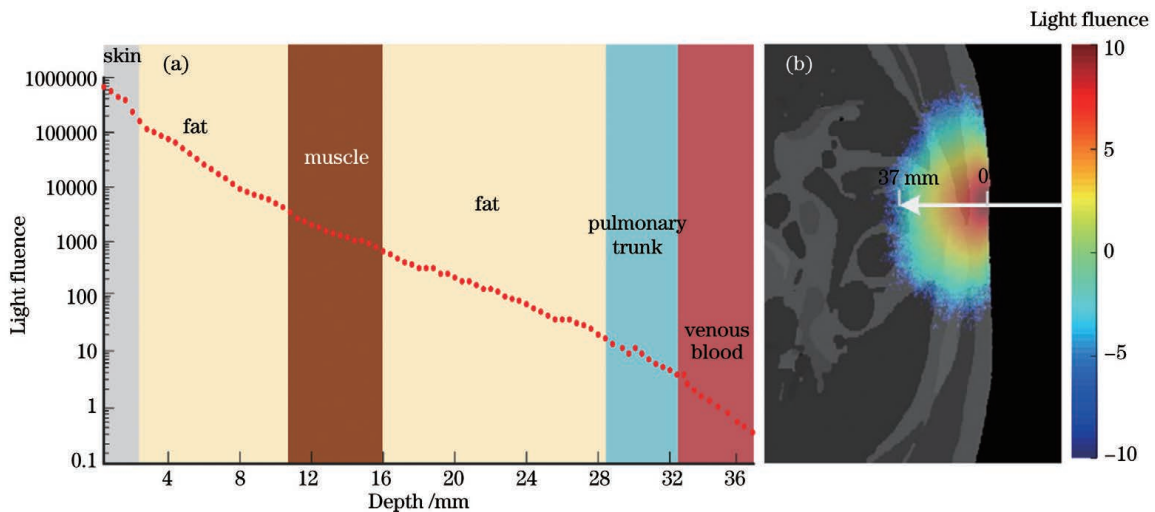 Light fluence
skin
(a)
fat
muscle
fat
pulmonary
trunk
venous
blood
1000000
100000
10000
1000
100
10
1
0.1
Light fluence
4
8
12
16
20
24
28
32
36
Depth /mm
(b)
37 mm
0
10
5
0
−5
−10